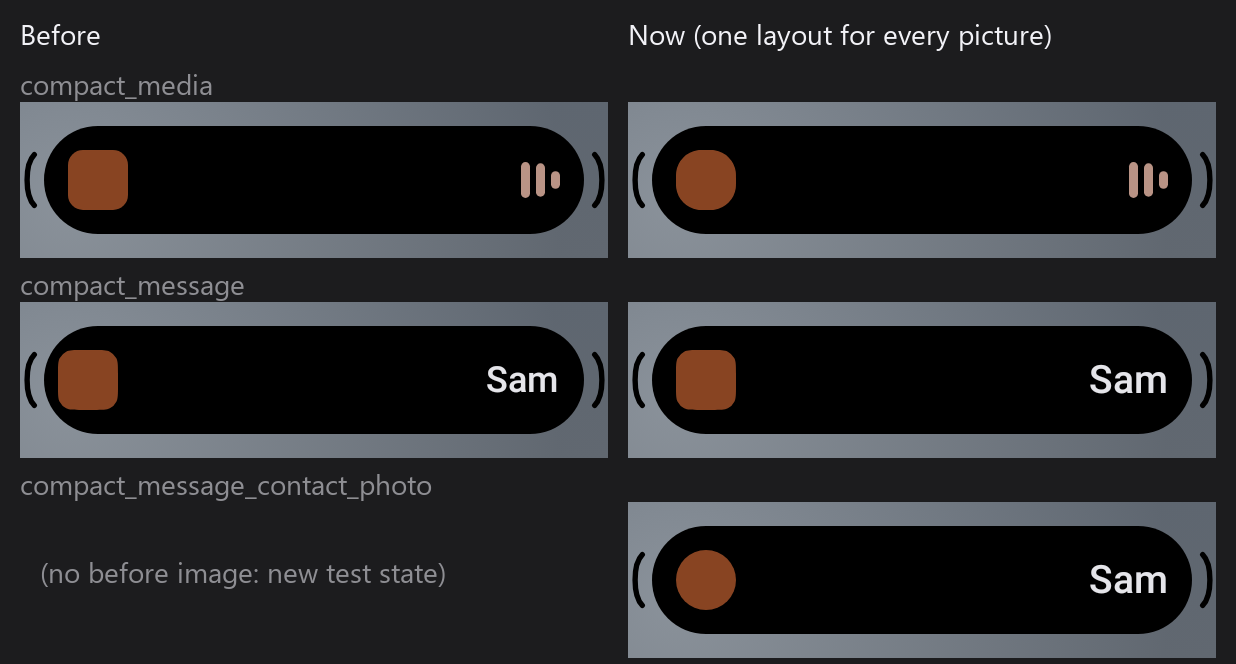 Before
Now (one layout for every picture)
compact_media
compact_message
Sam
Sam
compact_message_contact_photo
(no before image: new test state)
Sam